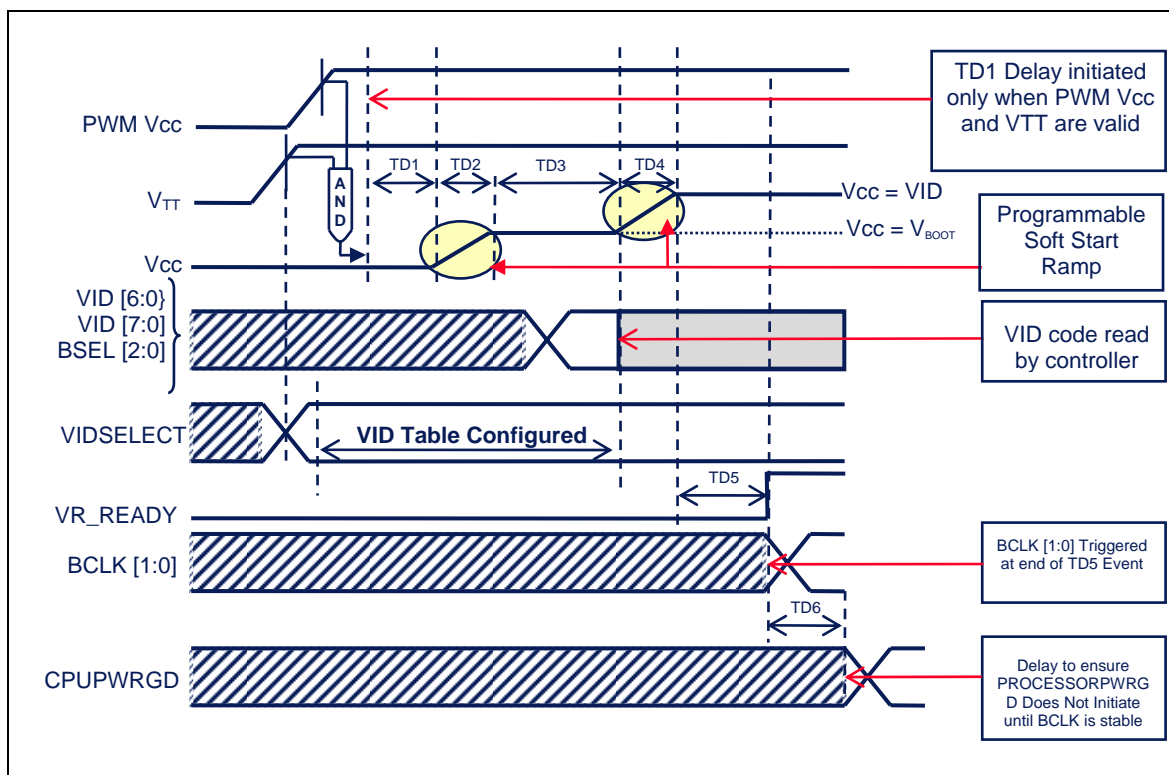 TD1 Delay initiated
only when PWM Vcc
and VTT are valid
PWM Vcc
TD1
TD2
TD3
TD4
AND
VTT
Vcc = VID
Vcc = VBOOT
Programmable
Soft Start
Ramp
Vcc
VID [6:0}
VID [7:0]
BSEL [2:0]
VID code read
by controller
VIDSELECT
VID Table Configured
TD5
VR_READY
BCLK [1:0]
BCLK [1:0] Triggered
at end of TD5 Event
TD6
CPUPWRGD
Delay to ensure
PROCESSORPWRG
D Does Not Initiate
until BCLK is stable